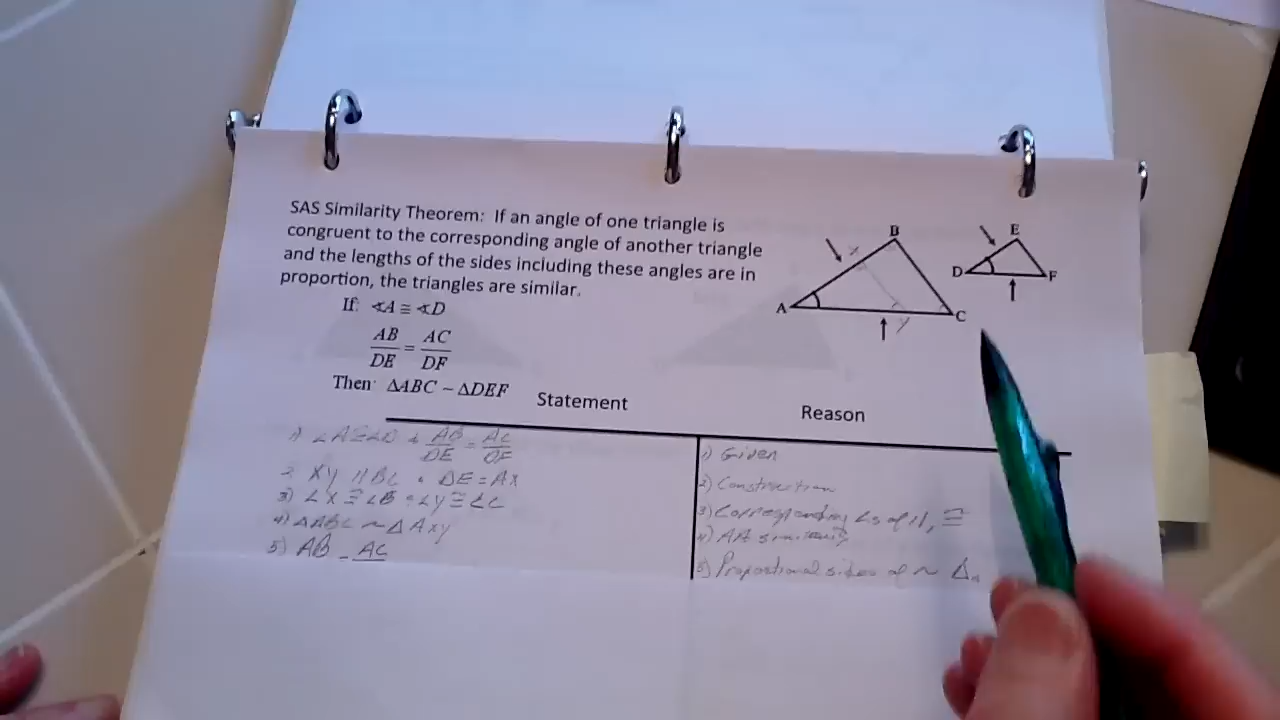 SAS Similarity Theorem: If an angle of one triangle is
congruent to the corresponding angle of another triangle
and the lengths of the sides including these angles are in
proportion, the triangles are similar.
If: ∢A ≅ ∢D
AB/DE = AC/DF
Then: ΔABC ~ ΔDEF
B
A
C
X
Y
E
D
F
Statement
Reason
1) ∠A≅∠D & AB/DE = AC/DF
2. XY || BC & DE = AX
3) ∠X ≅ ∠B & ∠Y ≅ ∠C
4) ΔABC ~ ΔAXY
5) AB = AC
1) Given
2) Construction
3) Corresponding ∠s of ||, ≅
4) AA similarity
5) Proportional sides of ~ Δs